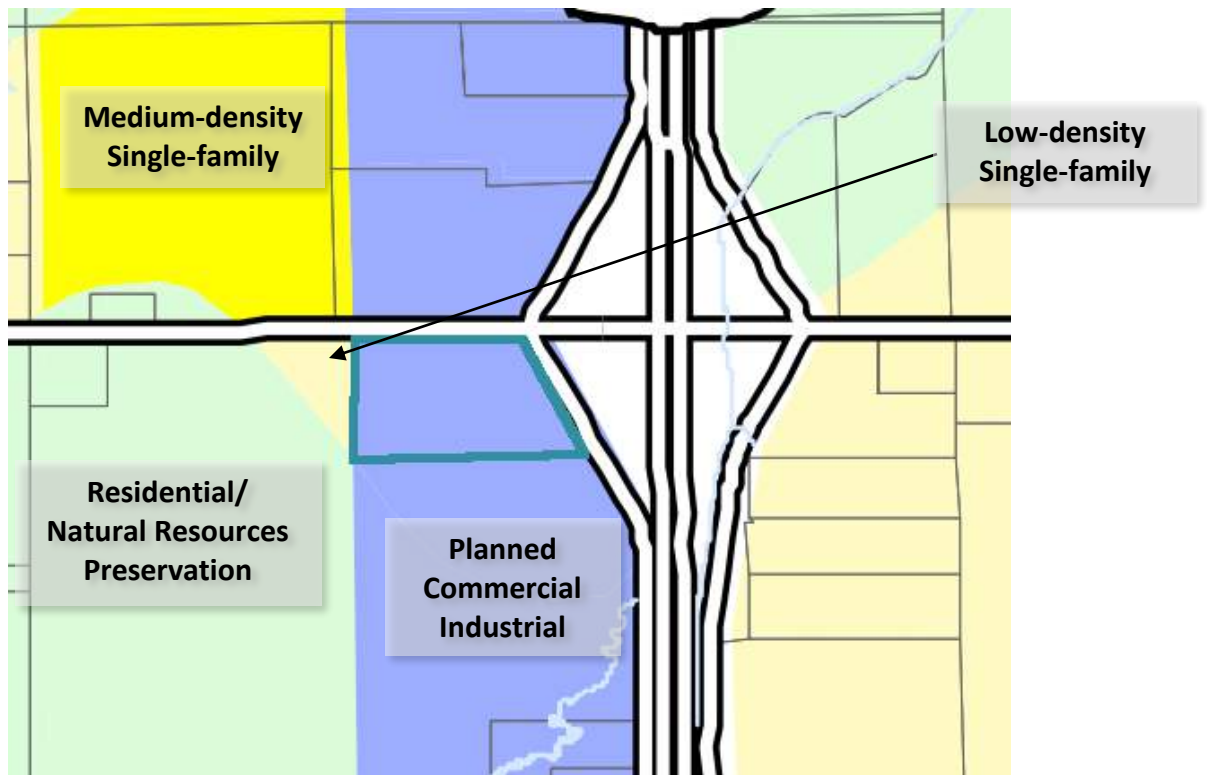 Medium-density
Single-family
Low-density
Single-family
Residential/
Natural Resources
Preservation
Planned
Commercial
Industrial